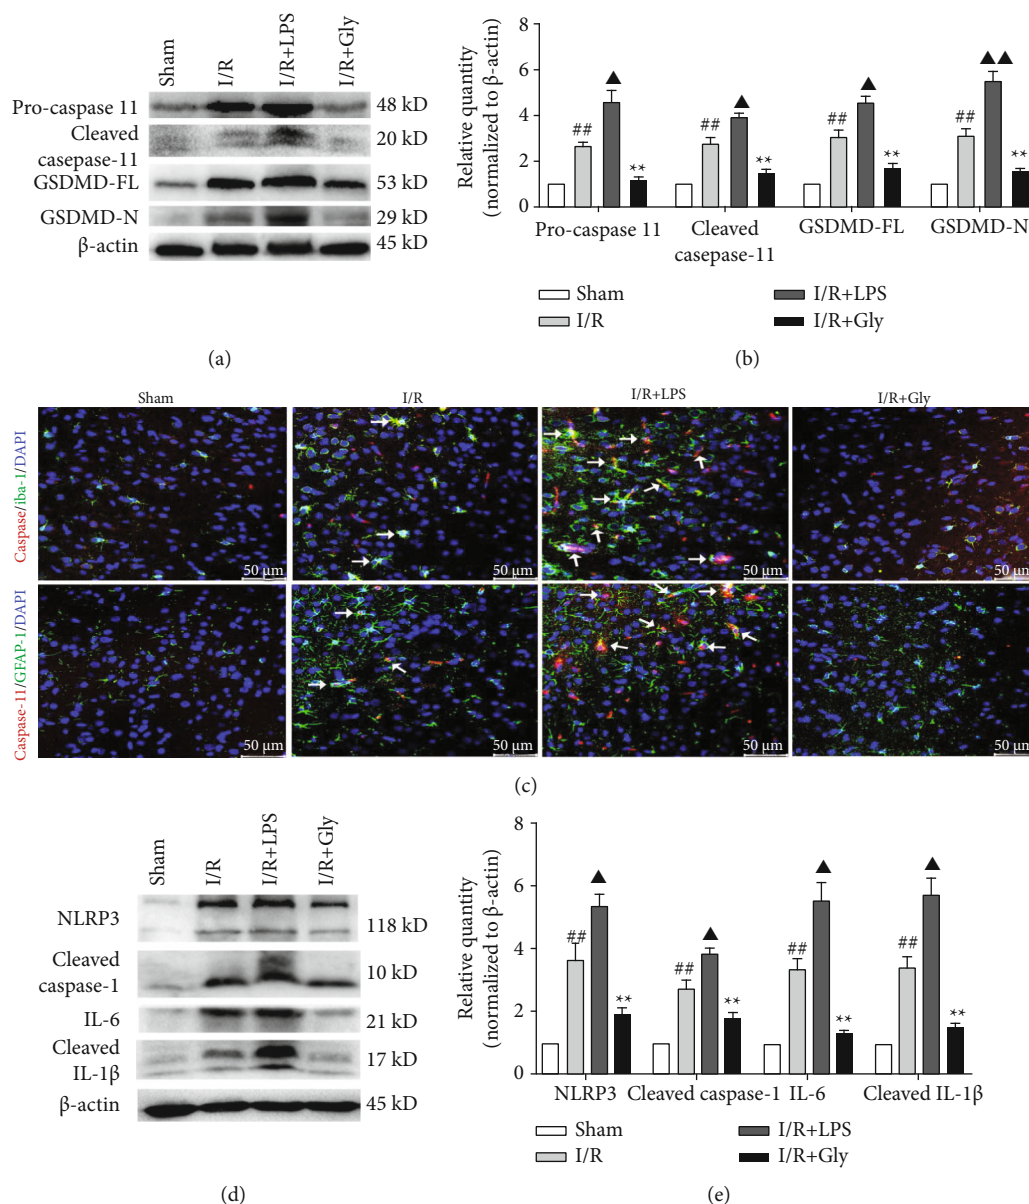 Sham
I/R
I/R+LPS
I/R+Gly
Pro-caspase 11
48 kD
Cleaved
casepase-11
20 kD
GSDMD-FL
53 kD
GSDMD-N
29 kD
β-actin
45 kD
(a)
Relative quantity
(normalized to β-actin)
8
6
4
2
0
##
▲
**
##
▲
**
##
▲
**
##
▲▲
**
Pro-caspase 11
Cleaved
casepase-11
GSDMD-FL
GSDMD-N
Sham
I/R+LPS
I/R
I/R+Gly
(b)
Sham
I/R
I/R+LPS
I/R+Gly
Caspase/iba-1/DAPI
50 μm
50 μm
50 μm
50 μm
Caspase-11/GFAP-1/DAPI
50 μm
50 μm
50 μm
50 μm
(c)
Sham
I/R
I/R+LPS
I/R+Gly
NLRP3
118 kD
Cleaved
caspase-1
10 kD
IL-6
21 kD
Cleaved
IL-1β
17 kD
β-actin
45 kD
(d)
Relative quantity
(normalized to β-actin)
8
6
4
2
0
##
▲
**
##
▲
**
##
▲
**
##
▲
**
NLRP3
Cleaved caspase-1
IL-6
Cleaved IL-1β
Sham
I/R+LPS
I/R
I/R+Gly
(e)